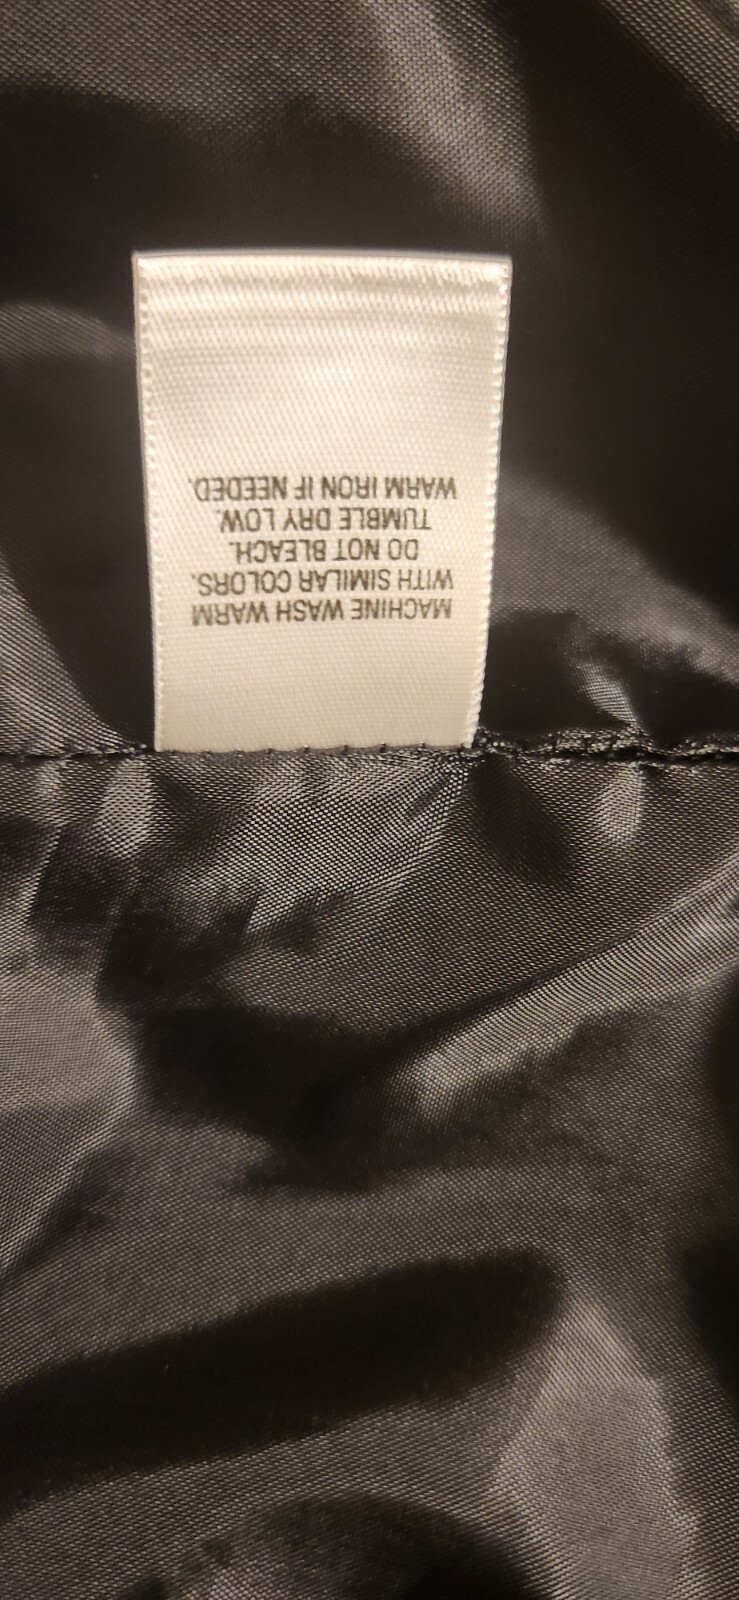 MACHINE WASH WARM
WITH SIMILAR COLORS.
DO NOT BLEACH.
TUMBLE DRY LOW.
WARM IRON IF NEEDED.